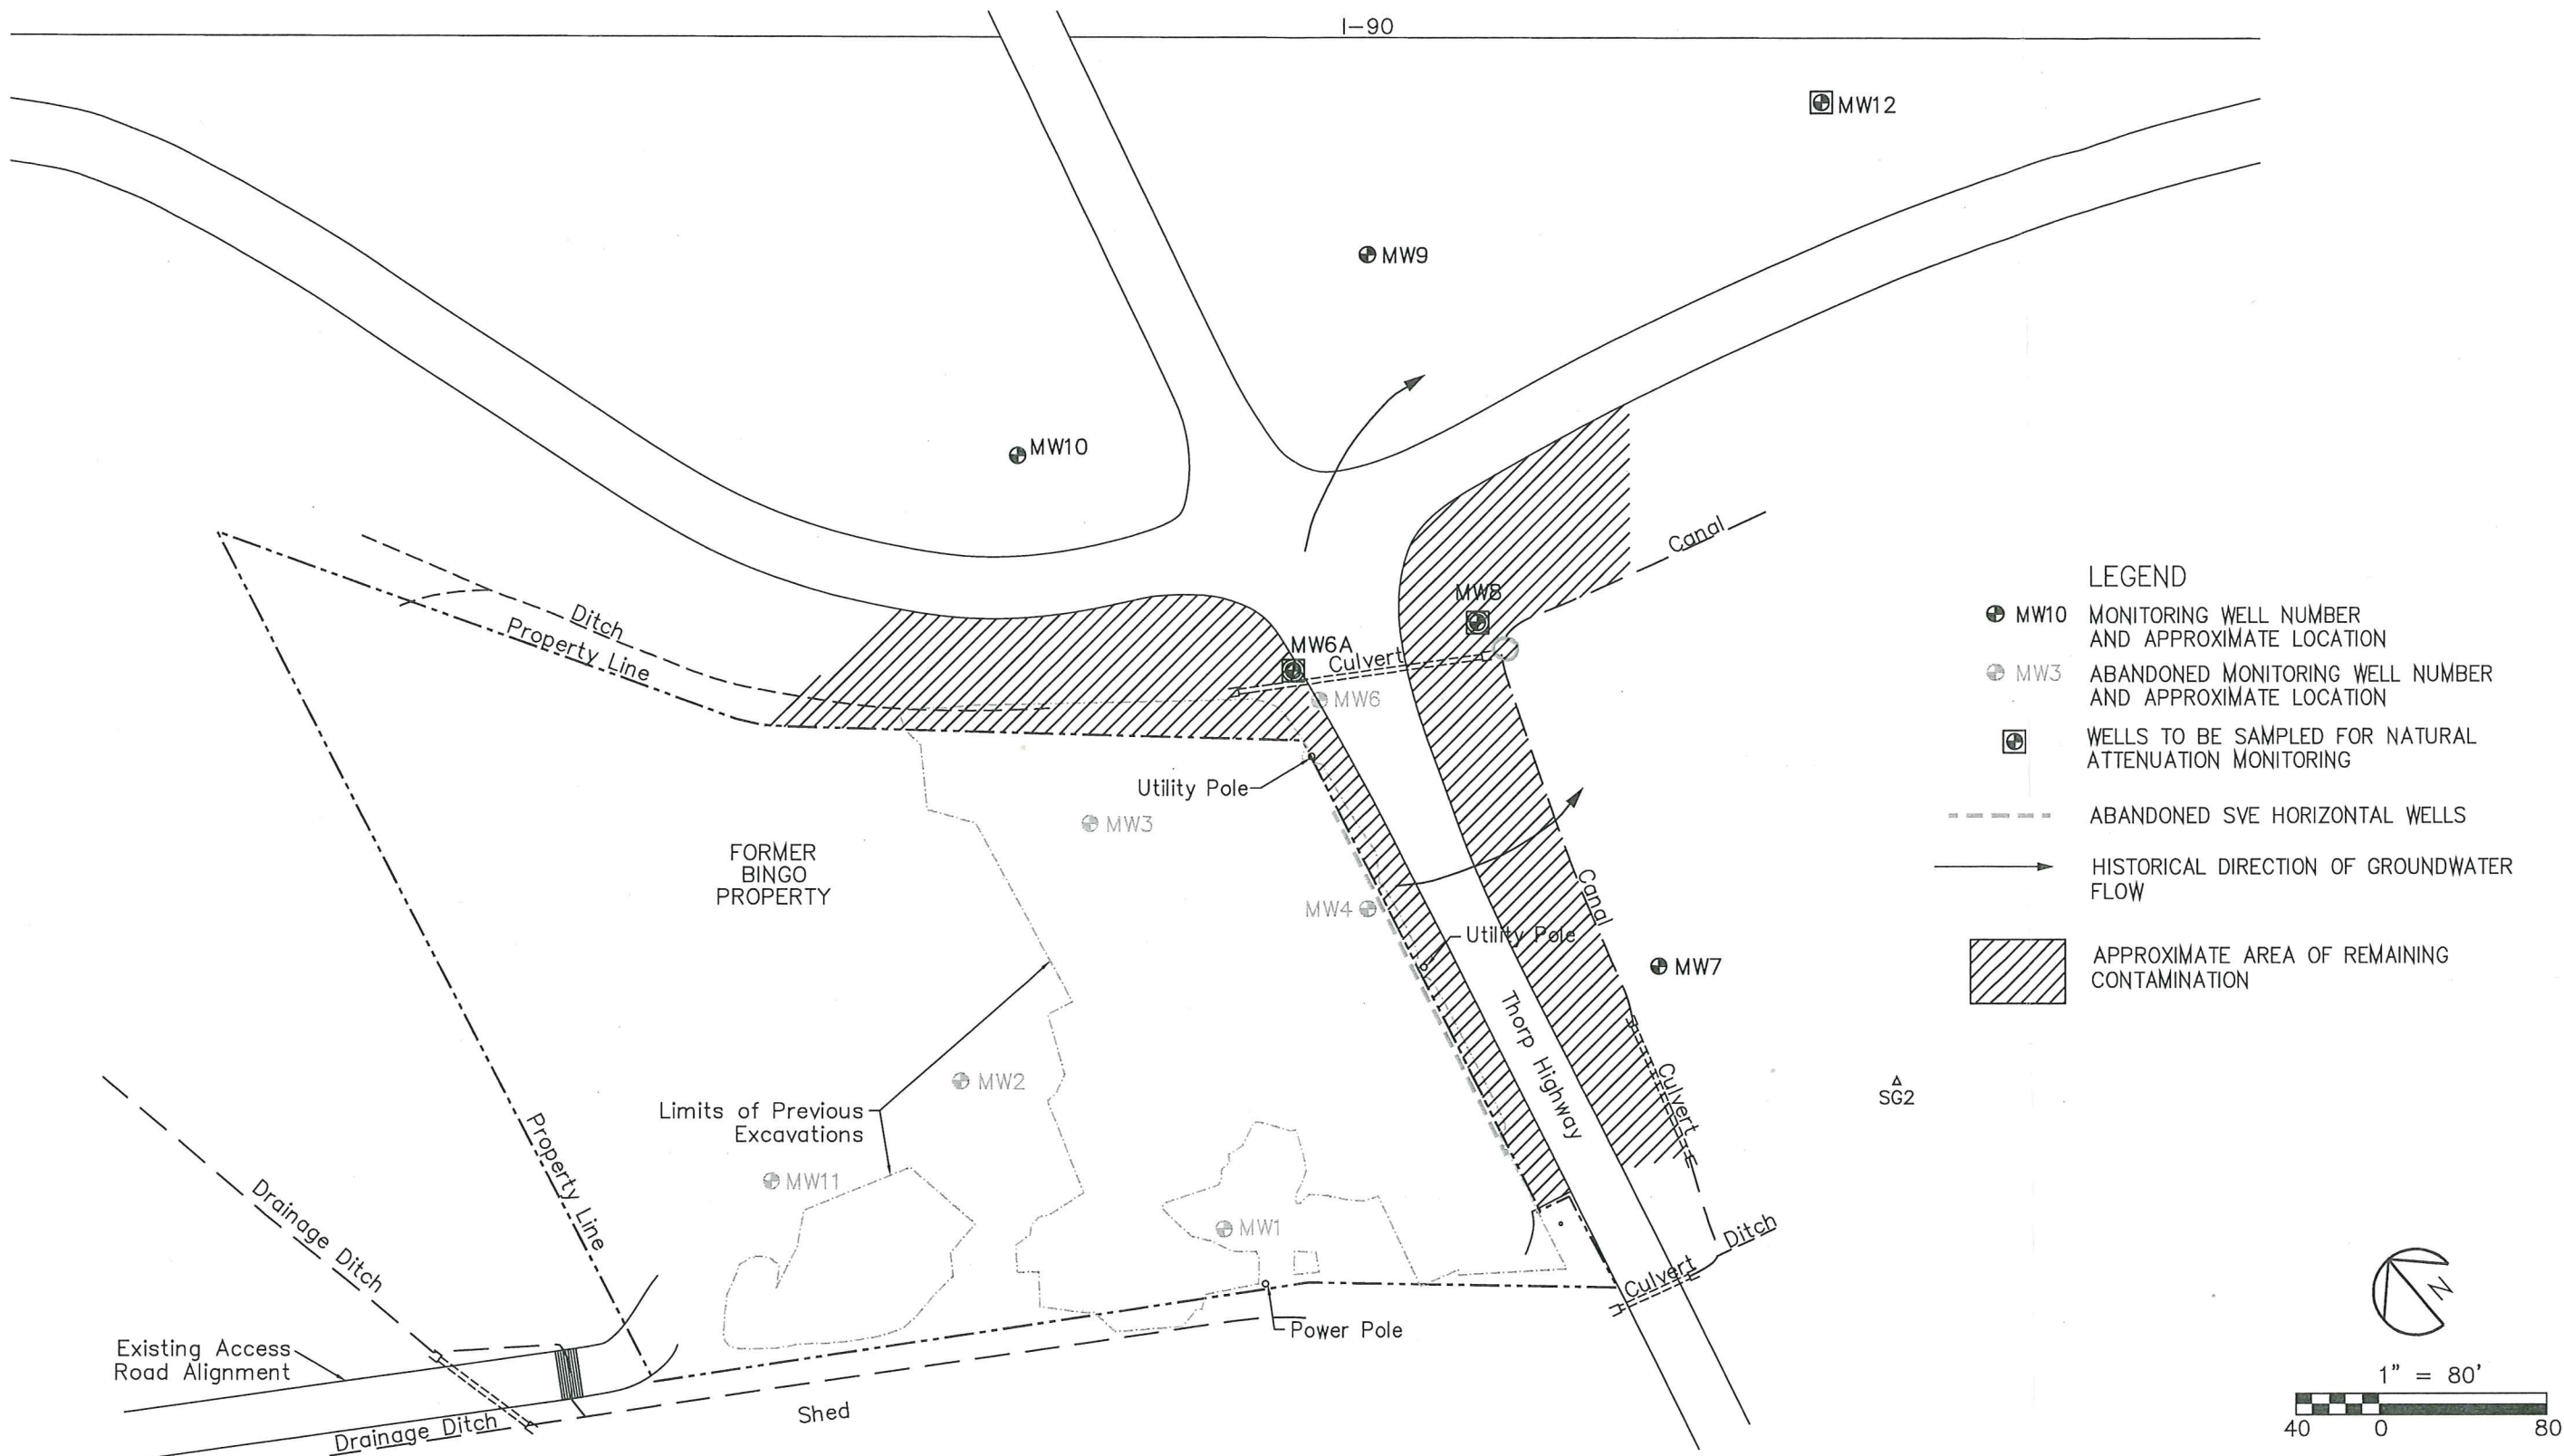 I-90
MW12
MW9
MW10
Canal
Ditch
Property Line
MW8
MW6A
Culvert
MW6
Utility Pole
MW3
FORMER
BINGO
PROPERTY
MW4
Utility Pole
Canal
MW7
Thorp Highway
Culvert
SG2
MW2
Limits of Previous
Excavations
MW11
MW1
Property Line
Drainage Ditch
Ditch
Culvert
Power Pole
Existing Access
Road Alignment
Shed
Drainage Ditch
LEGEND
MW10 MONITORING WELL NUMBER
AND APPROXIMATE LOCATION
MW3 ABANDONED MONITORING WELL NUMBER
AND APPROXIMATE LOCATION
WELLS TO BE SAMPLED FOR NATURAL
ATTENUATION MONITORING
ABANDONED SVE HORIZONTAL WELLS
HISTORICAL DIRECTION OF GROUNDWATER
FLOW
APPROXIMATE AREA OF REMAINING
CONTAMINATION
N
1" = 80'
40 0 80